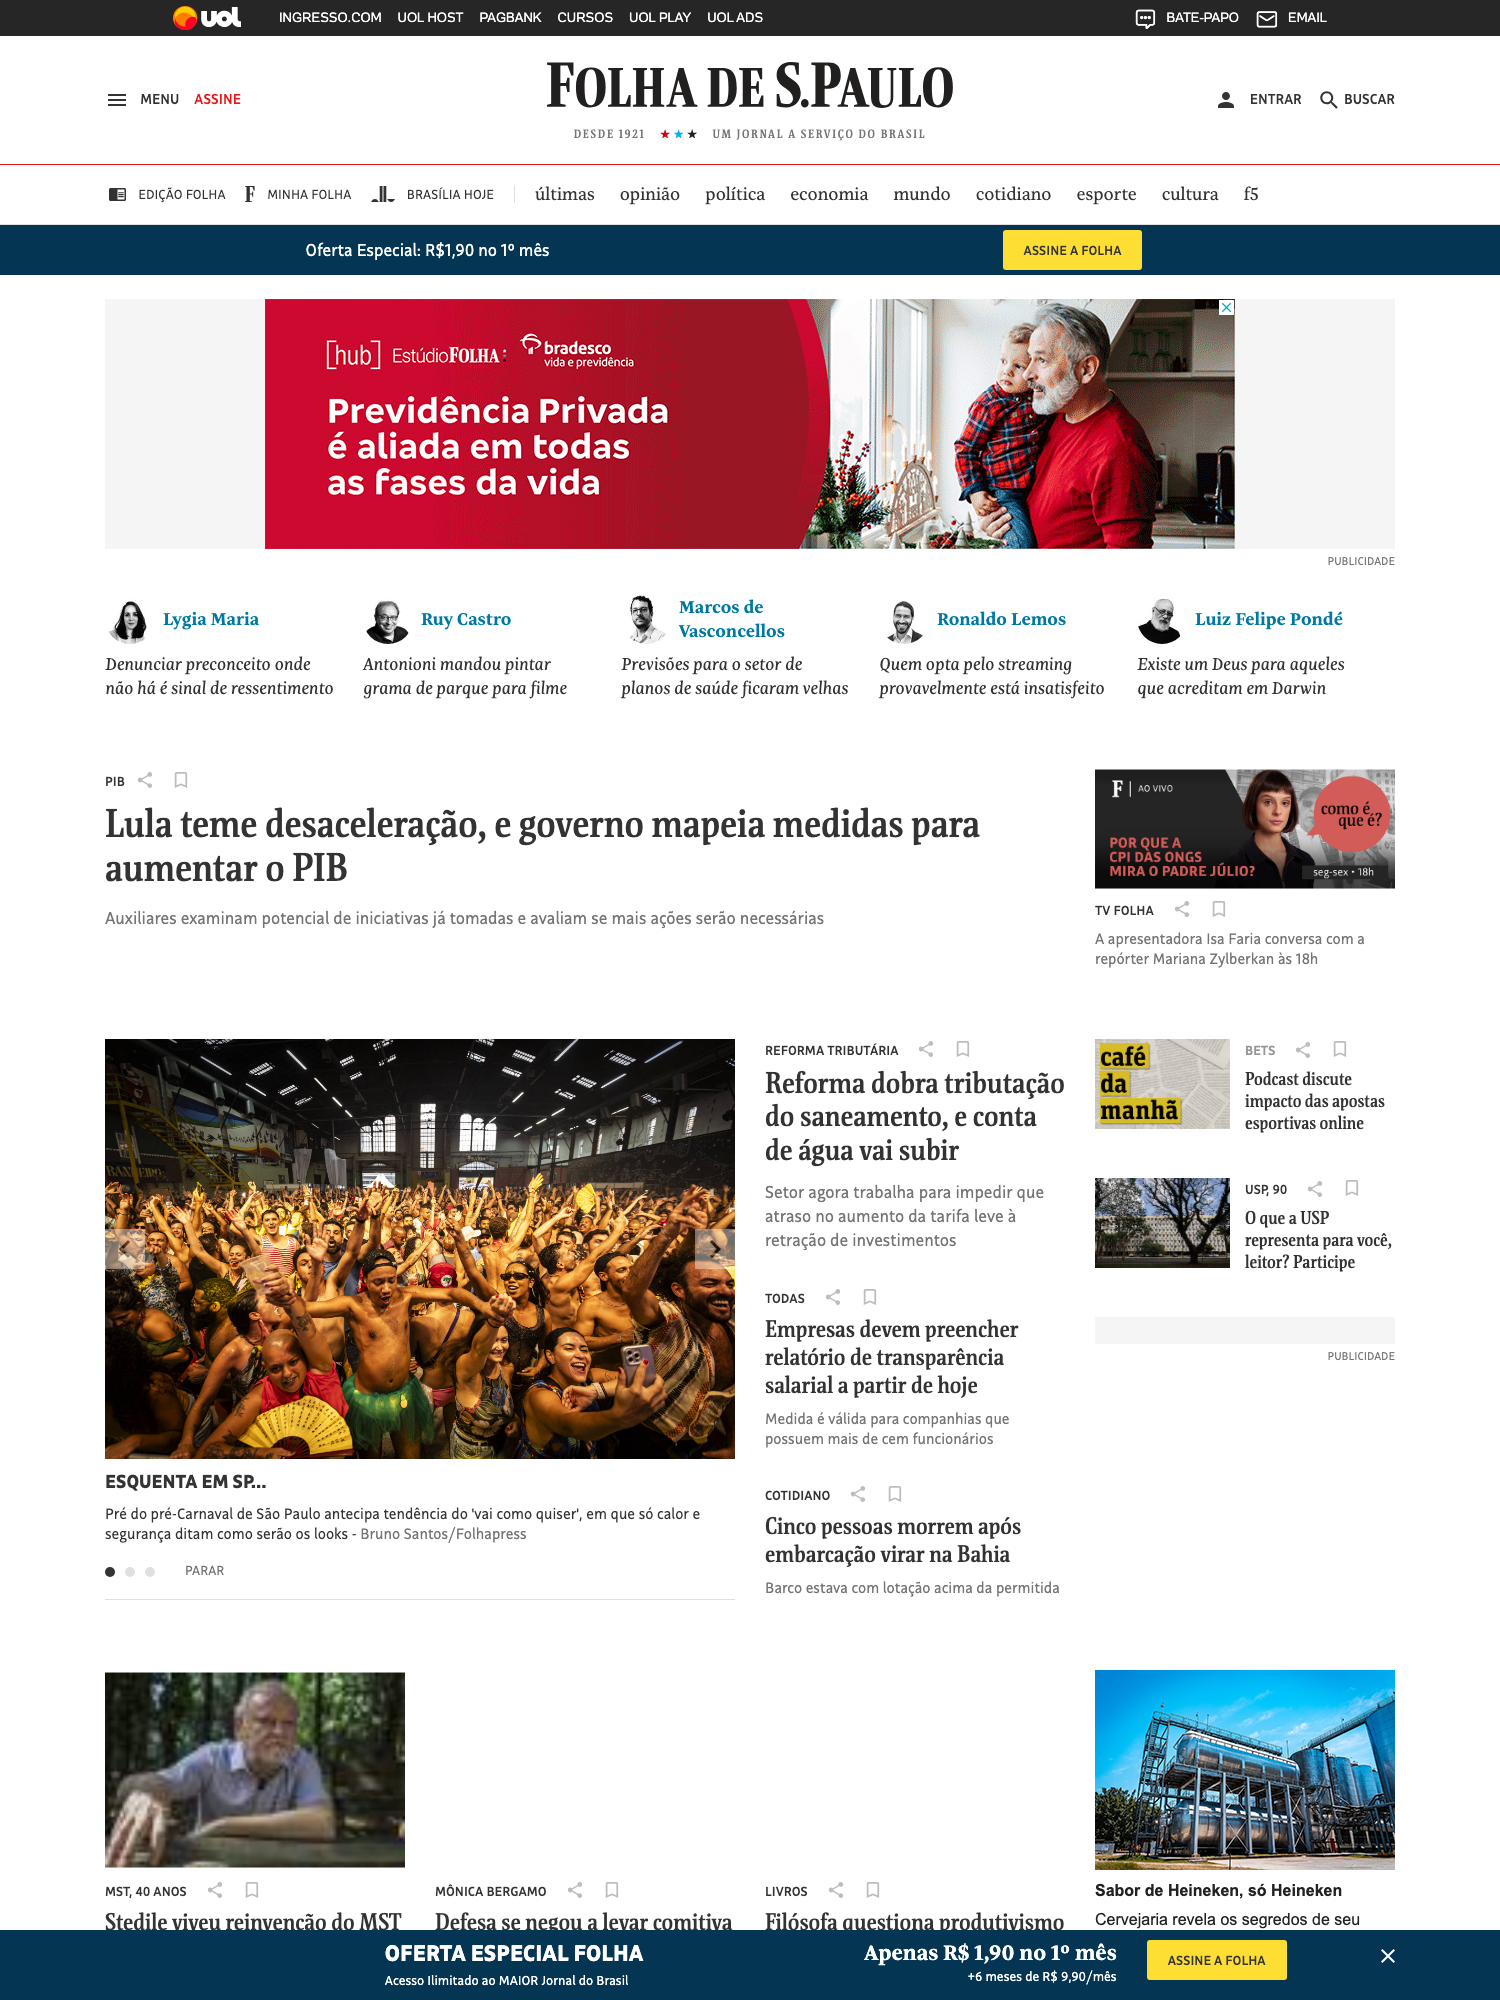 uol INGRESSO.COM UOL HOST PAGBANK CURSOS UOL PLAY UOL ADS BATE-PAPO EMAIL
MENU ASSINE FOLHA DE S.PAULO ENTRAR BUSCAR
DESDE 1921 ★★★ UM JORNAL A SERVIÇO DO BRASIL
EDIÇÃO FOLHA F MINHA FOLHA BRASÍLIA HOJE últimas opinião política economia mundo cotidiano esporte cultura f5
Oferta Especial: R$1,90 no 1º mês ASSINE A FOLHA
[hub] EstúdioFOLHA: bradesco
vida e previdência
Previdência Privada
é aliada em todas
as fases da vida
PUBLICIDADE
Lygia Maria
Denunciar preconceito onde
não há é sinal de ressentimento
Ruy Castro
Antonioni mandou pintar
grama de parque para filme
Marcos de
Vasconcellos
Previsões para o setor de
planos de saúde ficaram velhas
Ronaldo Lemos
Quem opta pelo streaming
provavelmente está insatisfeito
Luiz Felipe Pondé
Existe um Deus para aqueles
que acreditam em Darwin
PIB
Lula teme desaceleração, e governo mapeia medidas para
aumentar o PIB
Auxiliares examinam potencial de iniciativas já tomadas e avaliam se mais ações serão necessárias
F | AO VIVO
como é
que é?
POR QUE A
CPI DAS ONGS
MIRA O PADRE JÚLIO?
seg-sex • 18h
TV FOLHA
A apresentadora Isa Faria conversa com a
repórter Mariana Zylberkan às 18h
BANDEIRO
ESQUENTA EM SP...
Pré do pré-Carnaval de São Paulo antecipa tendência do 'vai como quiser', em que só calor e
segurança ditam como serão os looks - Bruno Santos/Folhapress
PARAR
REFORMA TRIBUTÁRIA
Reforma dobra tributação
do saneamento, e conta
de água vai subir
Setor agora trabalha para impedir que
atraso no aumento da tarifa leve à
retração de investimentos
TODAS
Empresas devem preencher
relatório de transparência
salarial a partir de hoje
Medida é válida para companhias que
possuem mais de cem funcionários
COTIDIANO
Cinco pessoas morrem após
embarcação virar na Bahia
Barco estava com lotação acima da permitida
café
da
manhã
BETS
Podcast discute
impacto das apostas
esportivas online
USP, 90
O que a USP
representa para você,
leitor? Participe
PUBLICIDADE
MST, 40 ANOS
Stedile viveu reinvenção do MST
MÔNICA BERGAMO
Defesa se negou a levar comitiva
LIVROS
Filósofa questiona produtivismo
Sabor de Heineken, só Heineken
Cervejaria revela os segredos de seu
OFERTA ESPECIAL FOLHA
Acesso Ilimitado ao MAIOR Jornal do Brasil
Apenas R$ 1,90 no 1º mês
+6 meses de R$ 9,90/mês
ASSINE A FOLHA